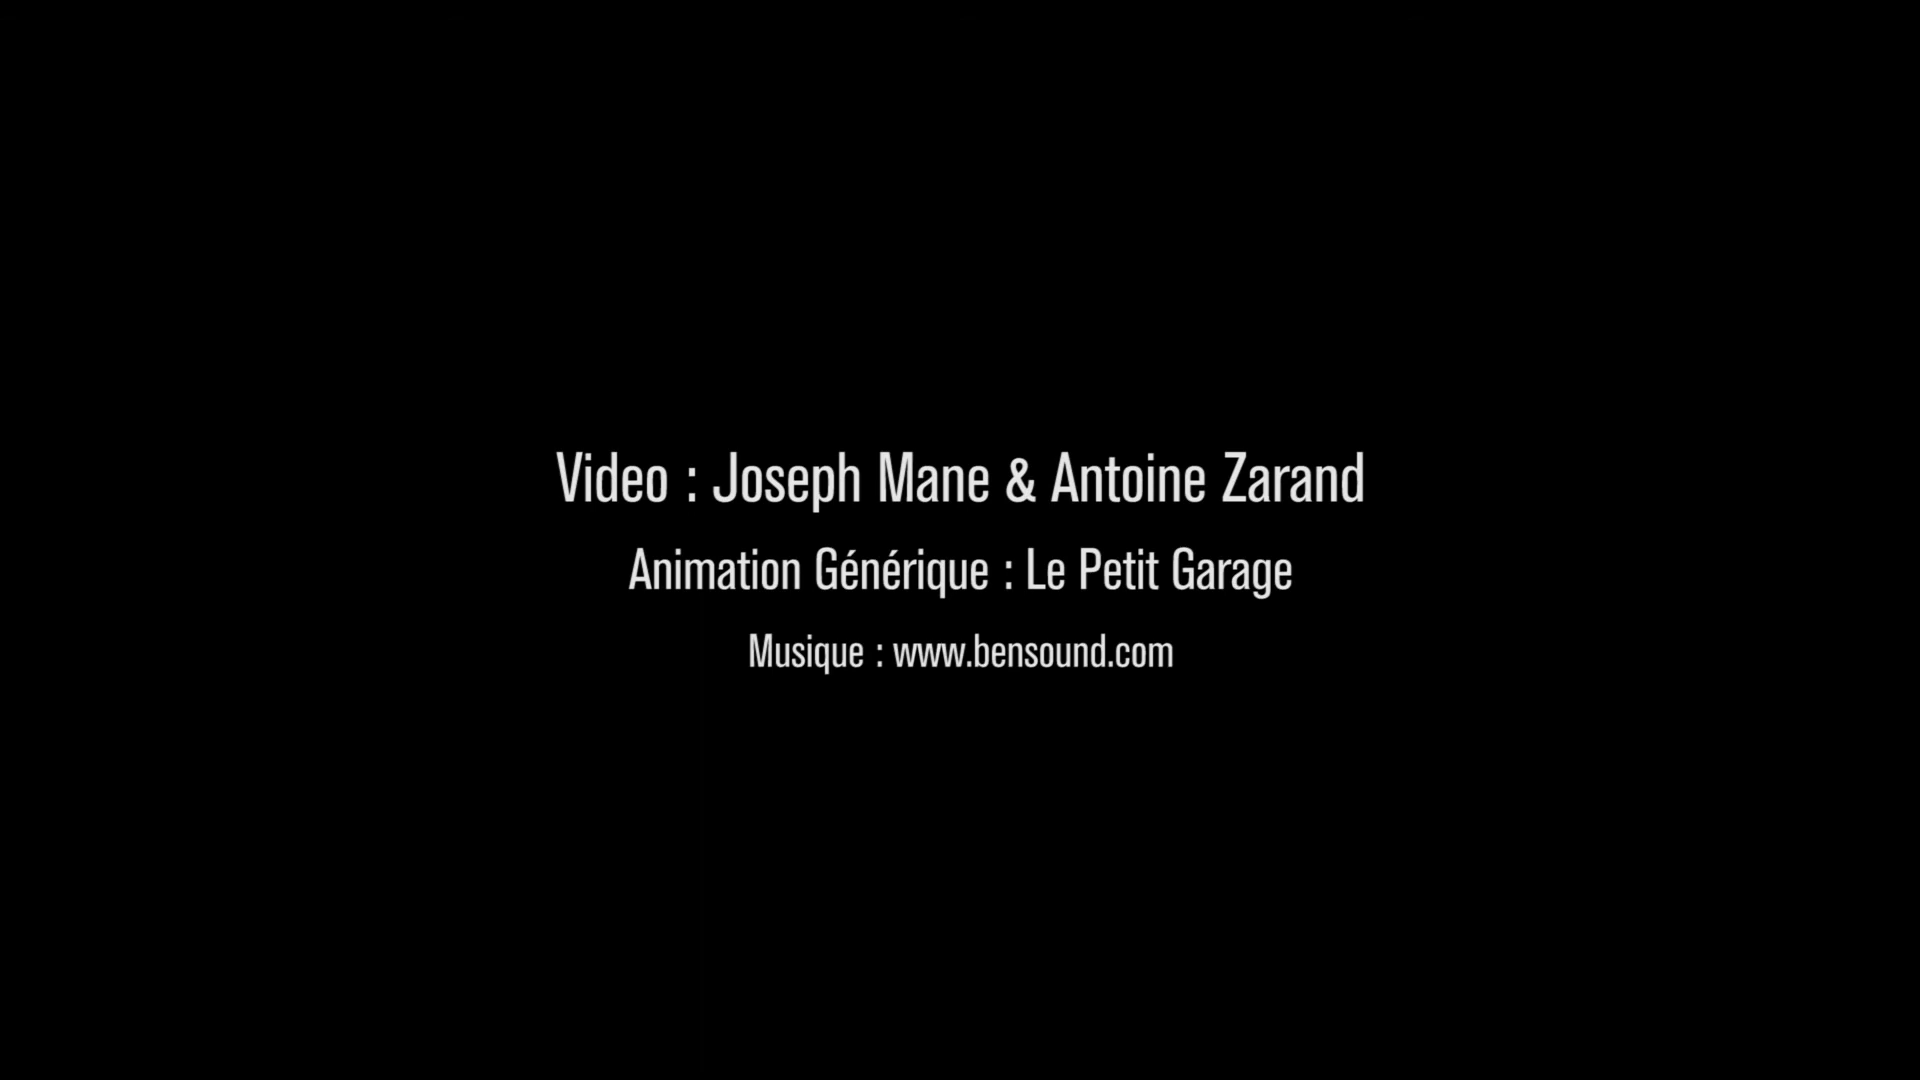 Video : Joseph Mane & Antoine Zarand
Animation Générique : Le Petit Garage
Musique : www.bensound.com